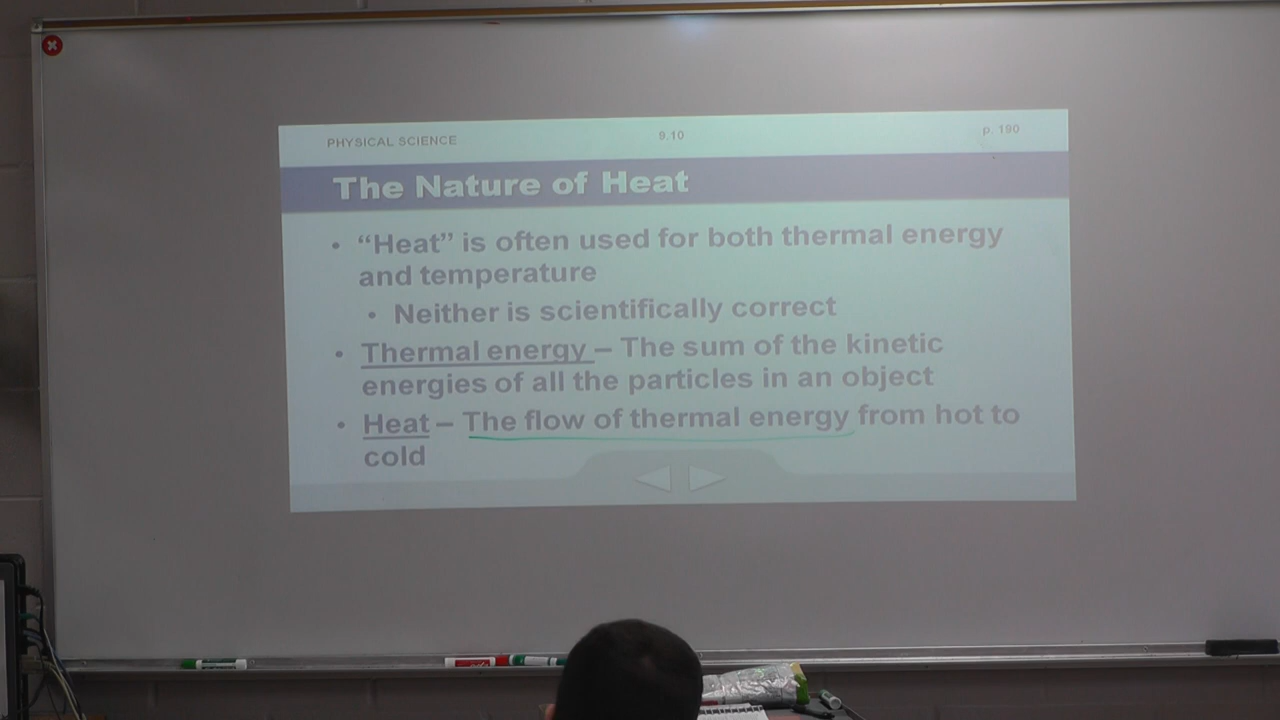 PHYSICAL SCIENCE 9.10 p. 190
The Nature of Heat
• “Heat” is often used for both thermal energy
and temperature
• Neither is scientifically correct
• Thermal energy – The sum of the kinetic
energies of all the particles in an object
• Heat – The flow of thermal energy from hot to
cold